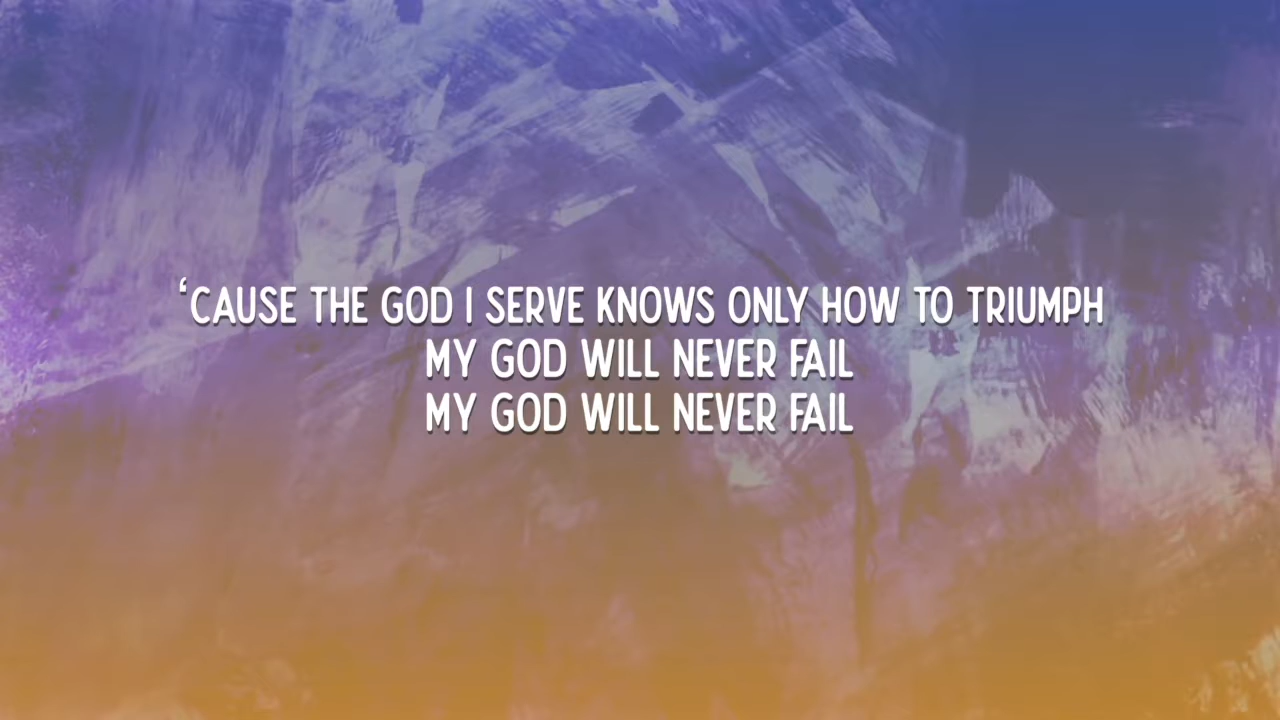 ‘CAUSE THE GOD I SERVE KNOWS ONLY HOW TO TRIUMPH
MY GOD WILL NEVER FAIL
MY GOD WILL NEVER FAIL